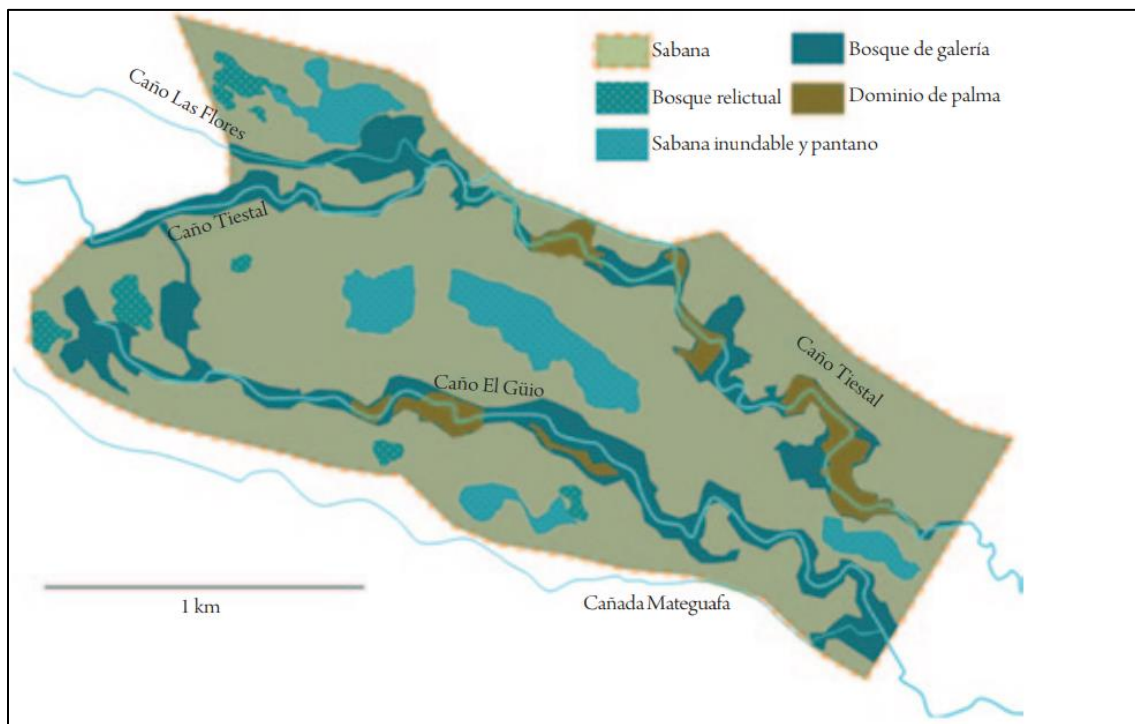 Sabana
Bosque de galería
Bosque relictual
Dominio de palma
Sabana inundable y pantano
Caño Las Flores
Caño Tiestal
Caño Tiestal
Caño El Güio
1 km
Cañada Mateguafa